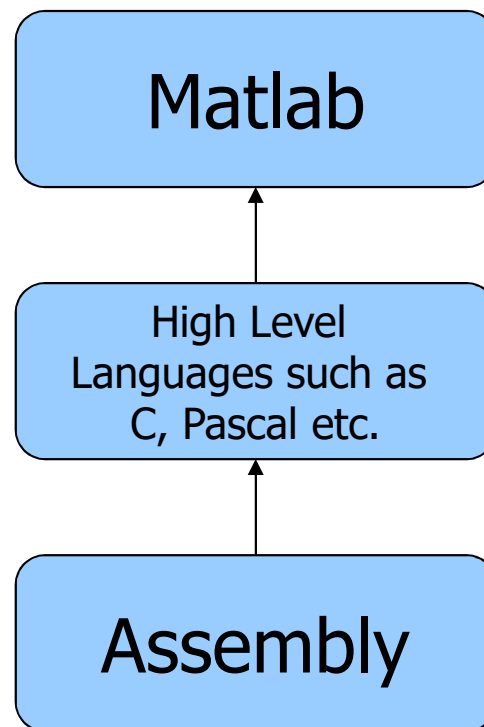 Matlab
High Level
Languages such as
C, Pascal etc.
Assembly